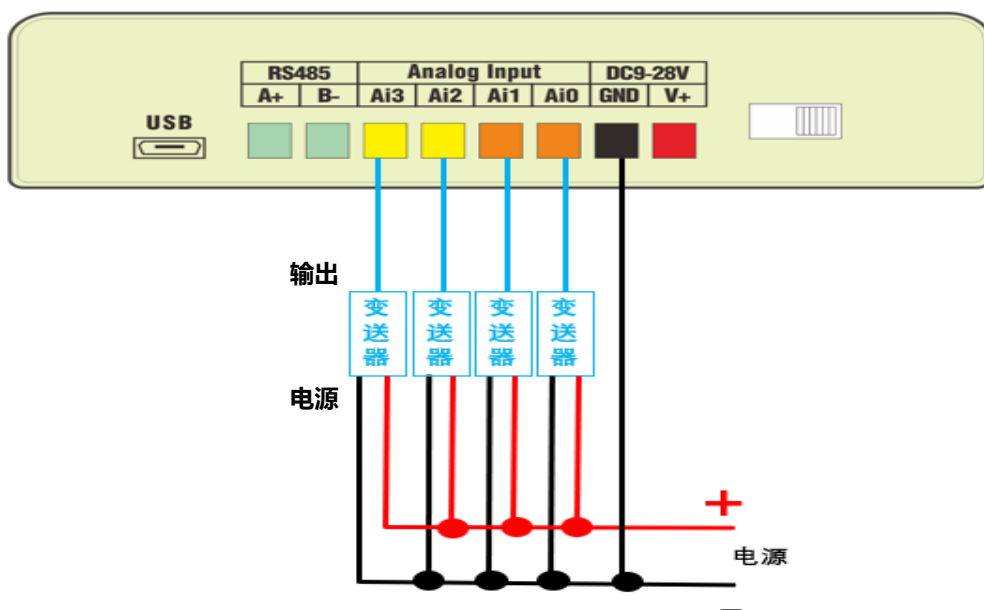 RS485 Analog Input DC9-28V
A+ B- Ai3 Ai2 Ai1 Ai0 GND V+
USB
输出
变送器 变送器 变送器 变送器
电源
+
电源